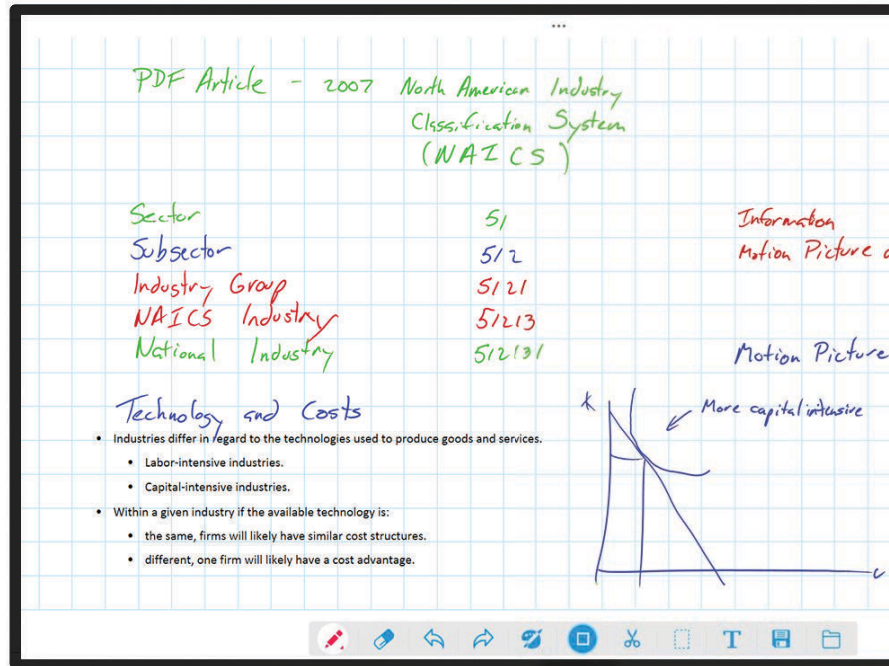 PDF Article - 2007 North American Industry
Classification System
(NAICS)
Sector 51 Information
Subsector 512 Motion Picture
Industry Group 5121
NAICS Industry 51213
National Industry 512131 Motion Picture
Technology and Costs
K
More capital intensive
• Industries differ in regard to the technologies used to produce goods and services.
• Labor-intensive industries.
• Capital-intensive industries.
• Within a given industry if the available technology is:
• the same, firms will likely have similar cost structures.
• different, one firm will likely have a cost advantage.
T